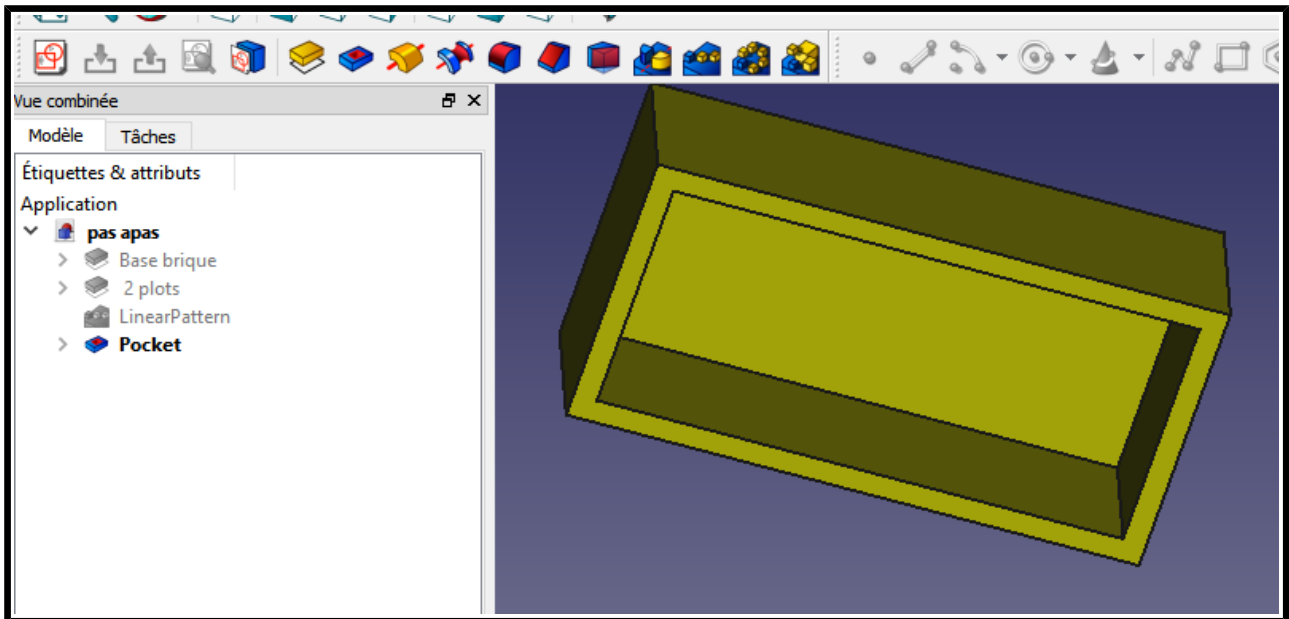 Vue combinée
Modèle Tâches
Étiquettes & attributs
Application
pas apas
Base brique
2 plots
LinearPattern
Pocket